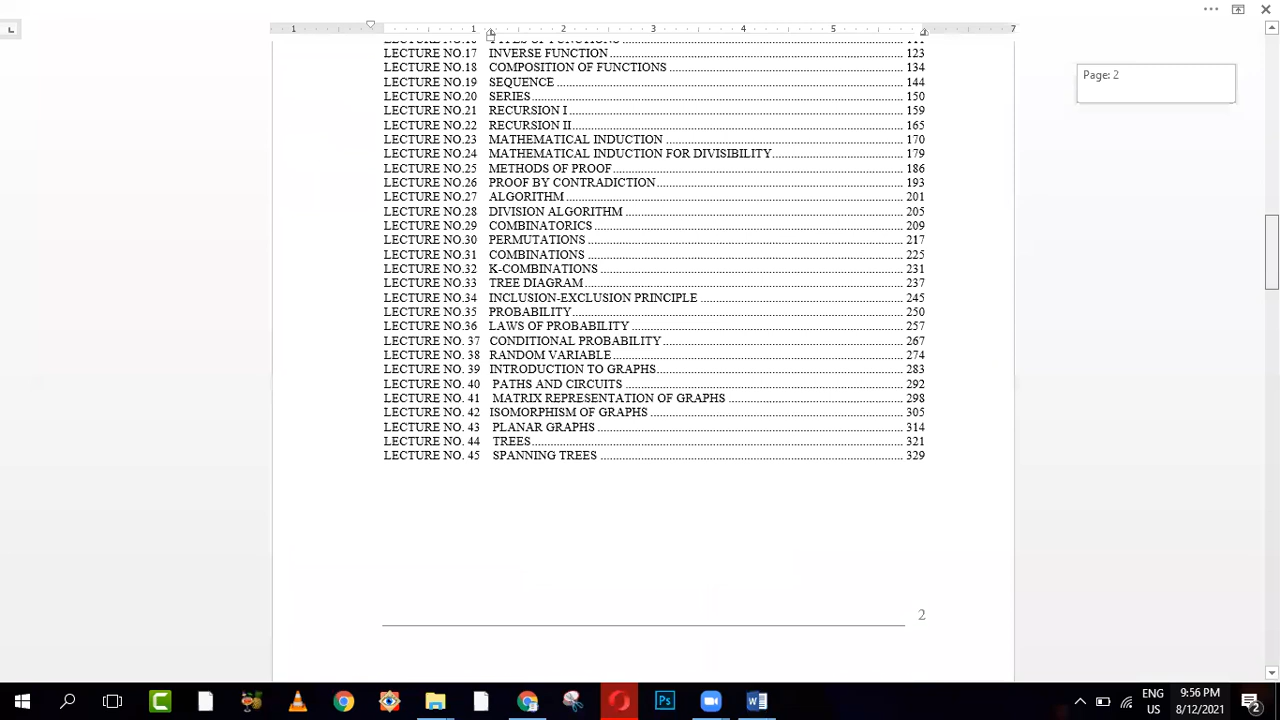 1 1 2 3 4 5 7
Page: 2
LECTURE NO.17 INVERSE FUNCTION 123
LECTURE NO.18 COMPOSITION OF FUNCTIONS 134
LECTURE NO.19 SEQUENCE 144
LECTURE NO.20 SERIES 150
LECTURE NO.21 RECURSION I 159
LECTURE NO.22 RECURSION II 165
LECTURE NO.23 MATHEMATICAL INDUCTION 170
LECTURE NO.24 MATHEMATICAL INDUCTION FOR DIVISIBILITY 179
LECTURE NO.25 METHODS OF PROOF 186
LECTURE NO.26 PROOF BY CONTRADICTION 193
LECTURE NO.27 ALGORITHM 201
LECTURE NO.28 DIVISION ALGORITHM 205
LECTURE NO.29 COMBINATORICS 209
LECTURE NO.30 PERMUTATIONS 217
LECTURE NO.31 COMBINATIONS 225
LECTURE NO.32 K-COMBINATIONS 231
LECTURE NO.33 TREE DIAGRAM 237
LECTURE NO.34 INCLUSION-EXCLUSION PRINCIPLE 245
LECTURE NO.35 PROBABILITY 250
LECTURE NO.36 LAWS OF PROBABILITY 257
LECTURE NO. 37 CONDITIONAL PROBABILITY 267
LECTURE NO. 38 RANDOM VARIABLE 274
LECTURE NO. 39 INTRODUCTION TO GRAPHS 283
LECTURE NO. 40 PATHS AND CIRCUITS 292
LECTURE NO. 41 MATRIX REPRESENTATION OF GRAPHS 298
LECTURE NO. 42 ISOMORPHISM OF GRAPHS 305
LECTURE NO. 43 PLANAR GRAPHS 314
LECTURE NO. 44 TREES 321
LECTURE NO. 45 SPANNING TREES 329
2
Ps
ENG 9:56 PM
US 8/12/2021 2